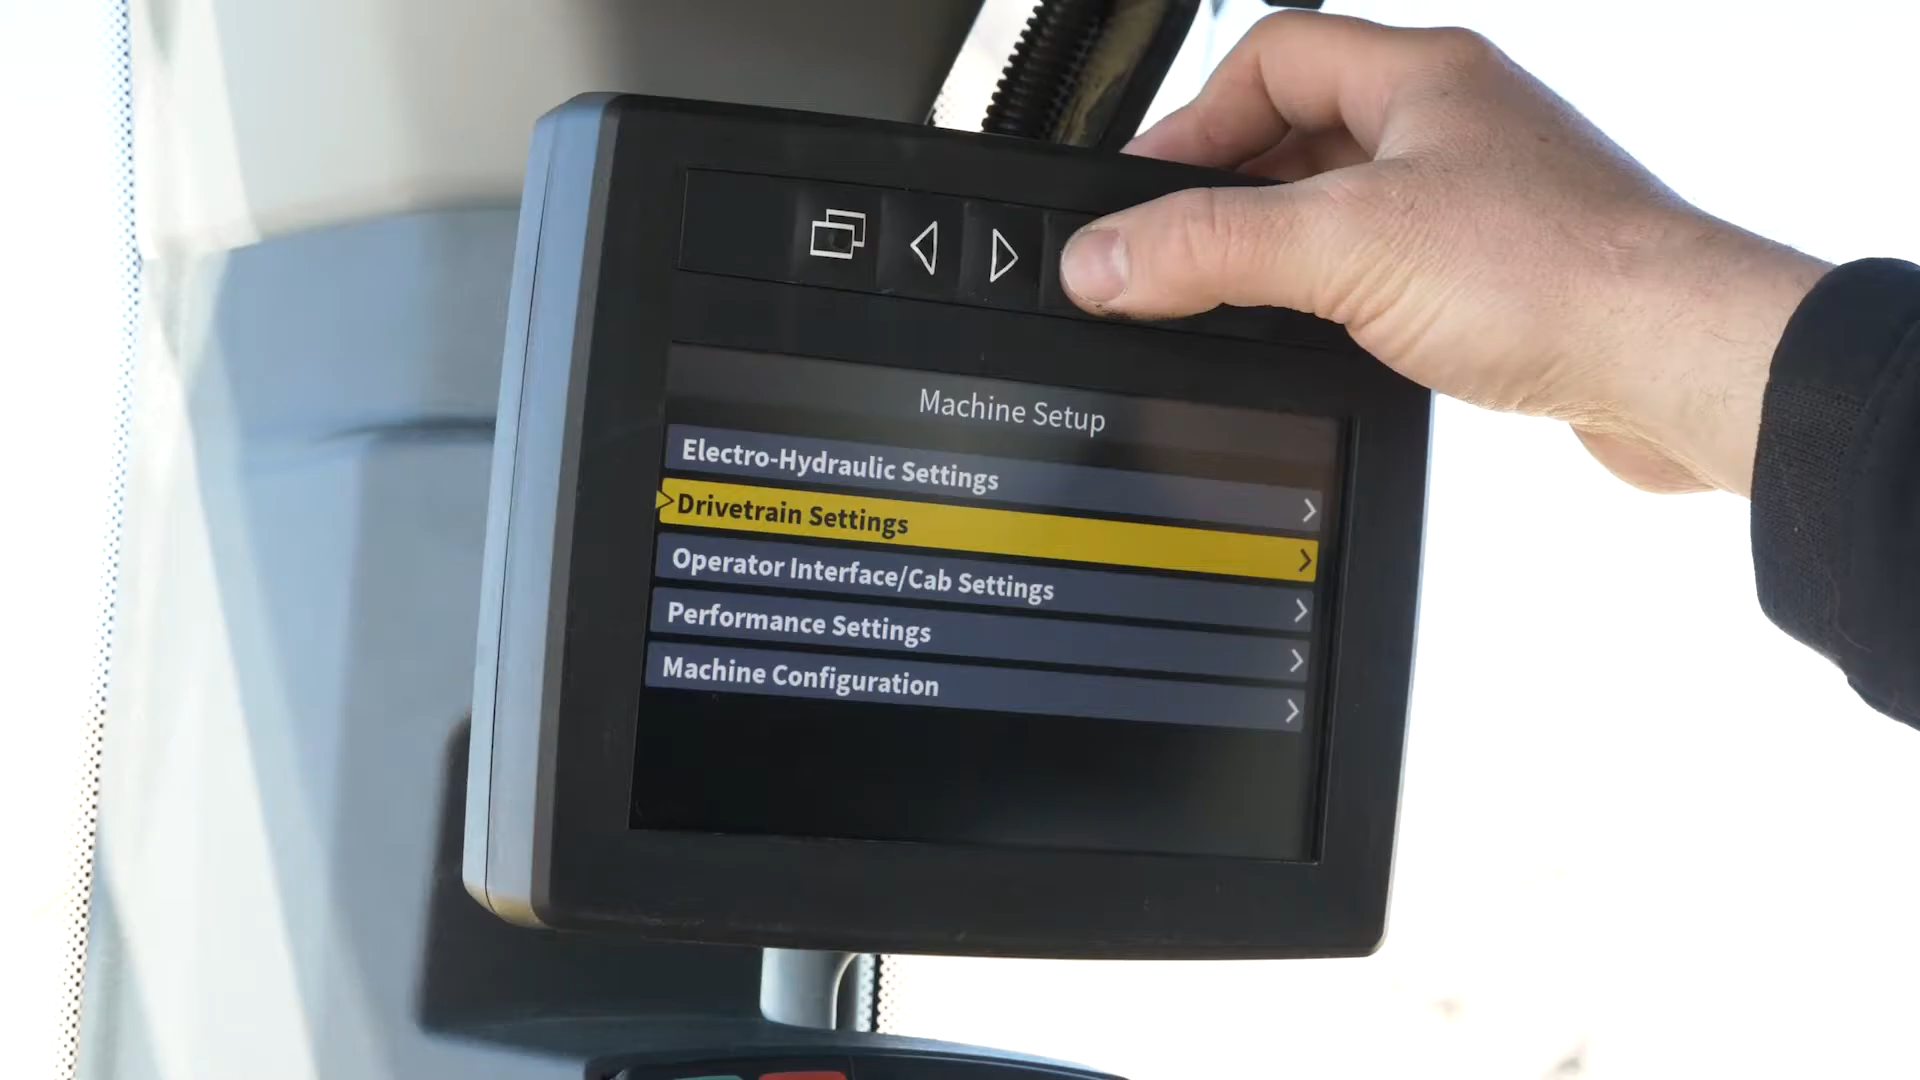 Machine Setup
Electro-Hydraulic Settings
Drivetrain Settings
Operator Interface/Cab Settings
Performance Settings
Machine Configuration